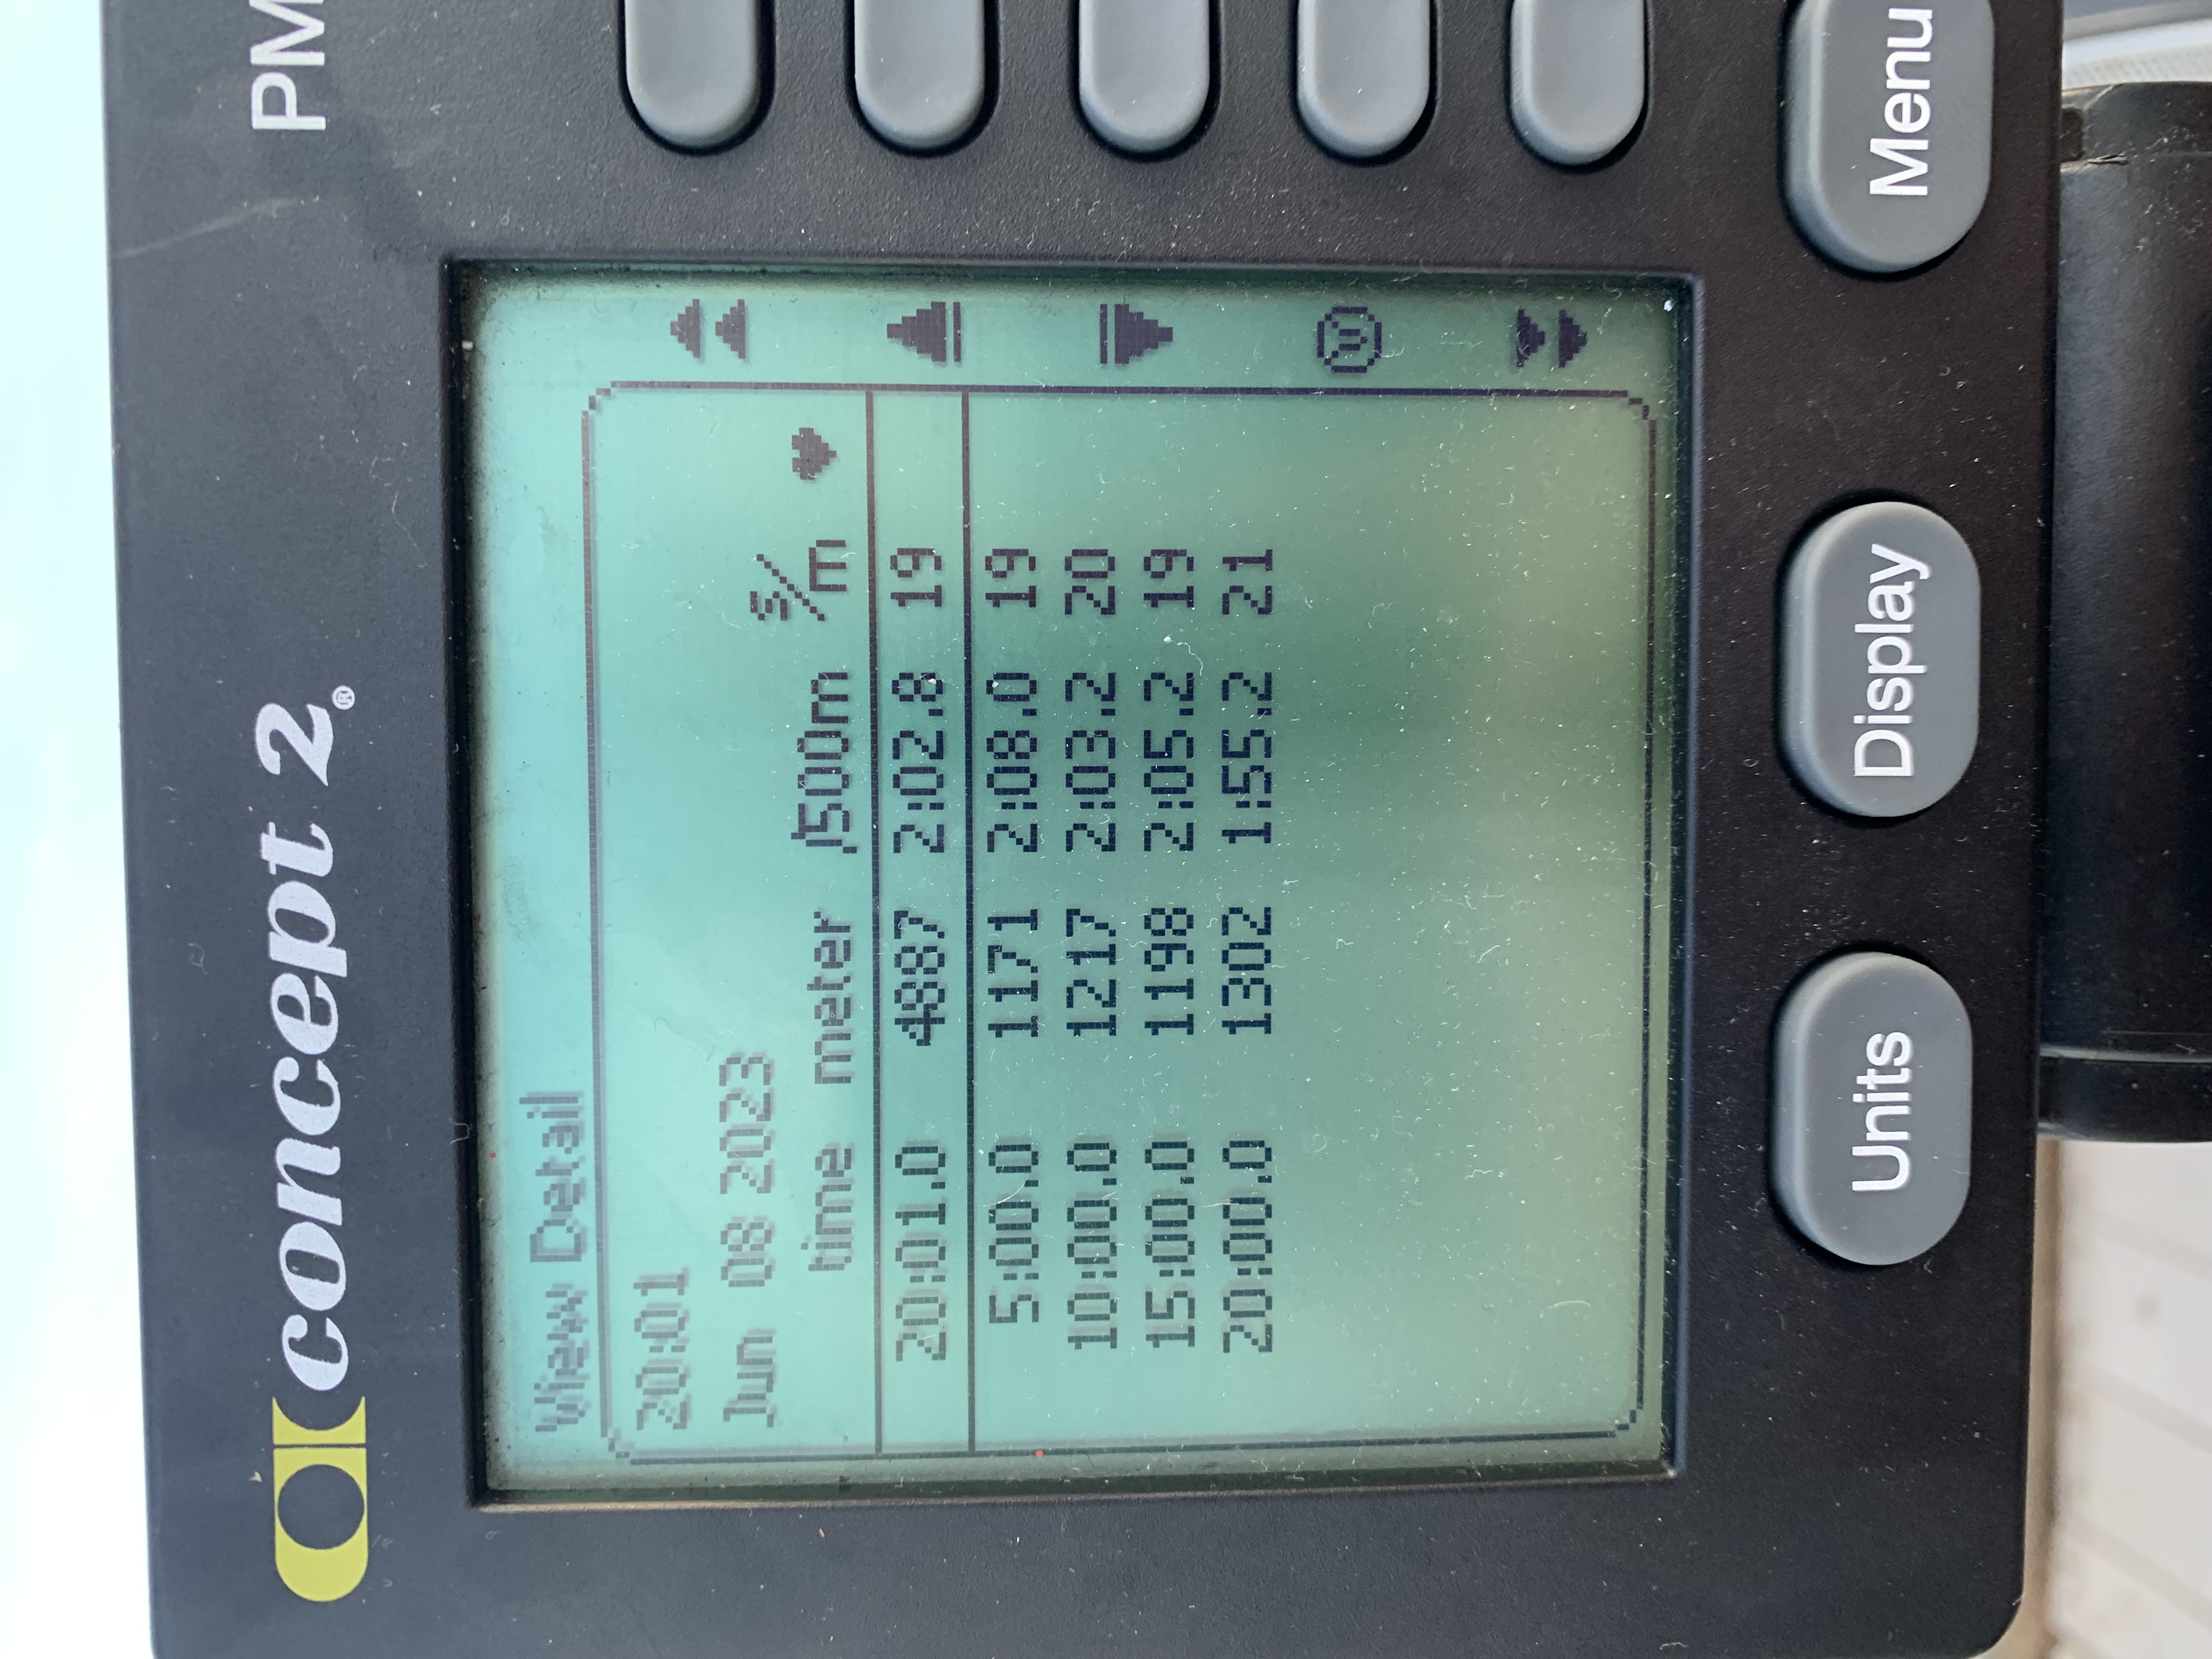 concept 2®
PM
View Detail
20:01
Jun 08 2023
time meter /500m s/m
20:01.0 4887 2:02.8 19
5:00.0 1171 2:08.0 19
10:00.0 1217 2:03.2 20
15:00.0 1198 2:05.2 19
20:00.0 1302 1:55.2 21
Units Display Menu